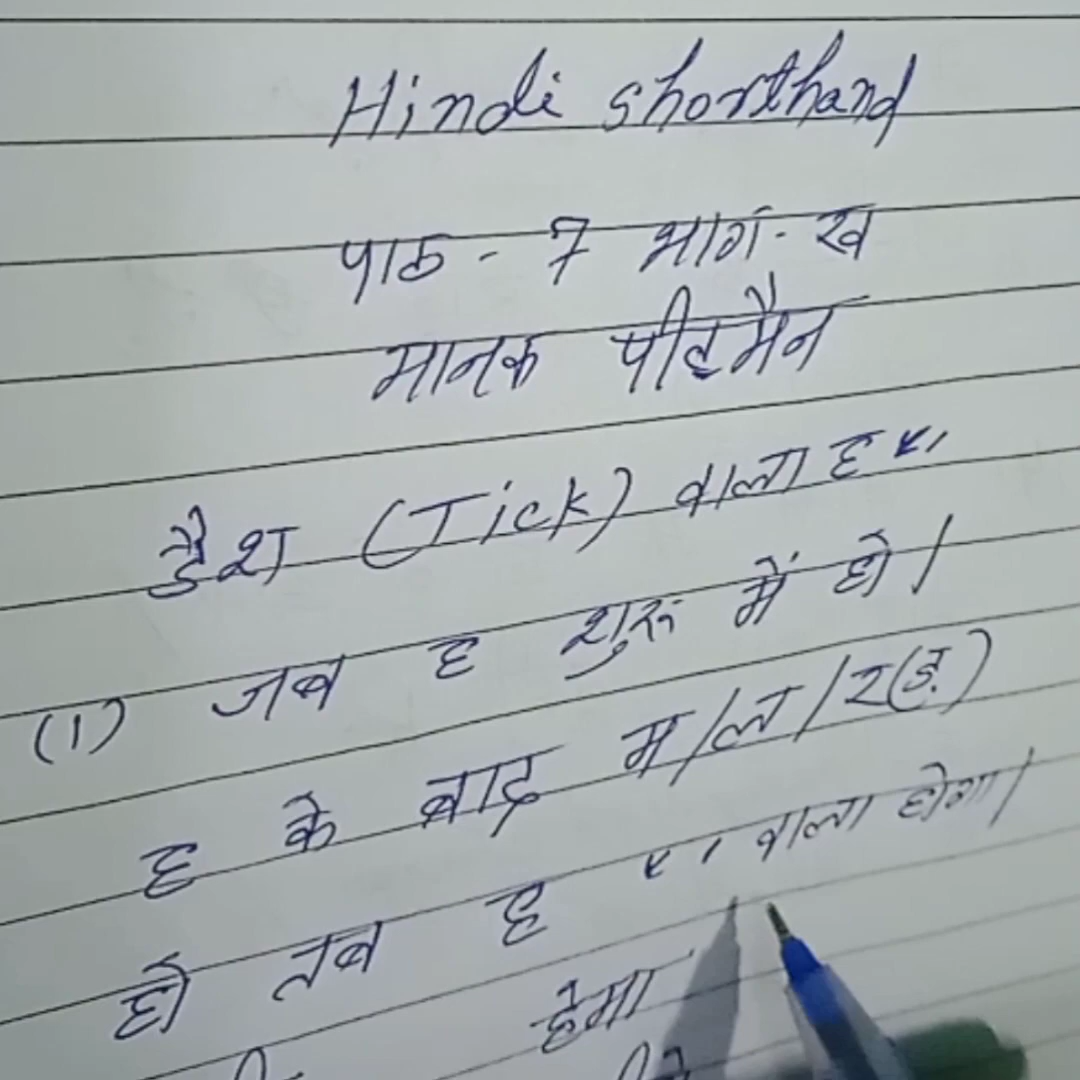 Hindi shorthand
पाठ - 7 भाग - ख
मानक पीटमैन
डैश (Tick) वाला ह
(1) जब ह शुरू में हो।
ह के बाद म/ल/र(ड़)
हो तब ह वाला होगा।
हेमा